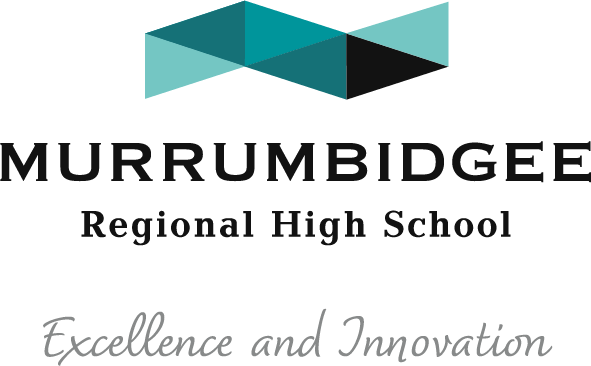 MURRUMBIDGEE
Regional High School
Excellence and Innovation